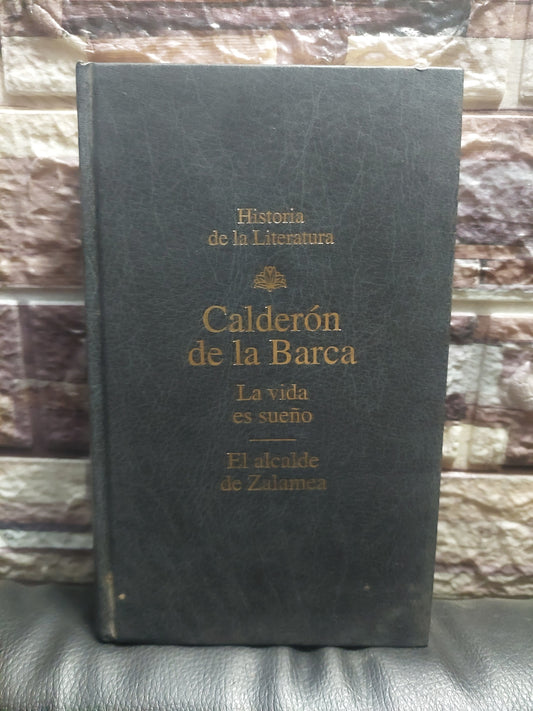 Historia
de la Literatura
Calderón
de la Barca
La vida
es sueño
El alcalde
de Zalamea